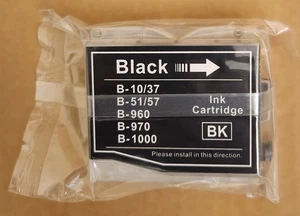 Black
B-10/37
B-51/57
B-960
B-970
B-1000
Ink
Cartridge
BK
Please install in this direction.